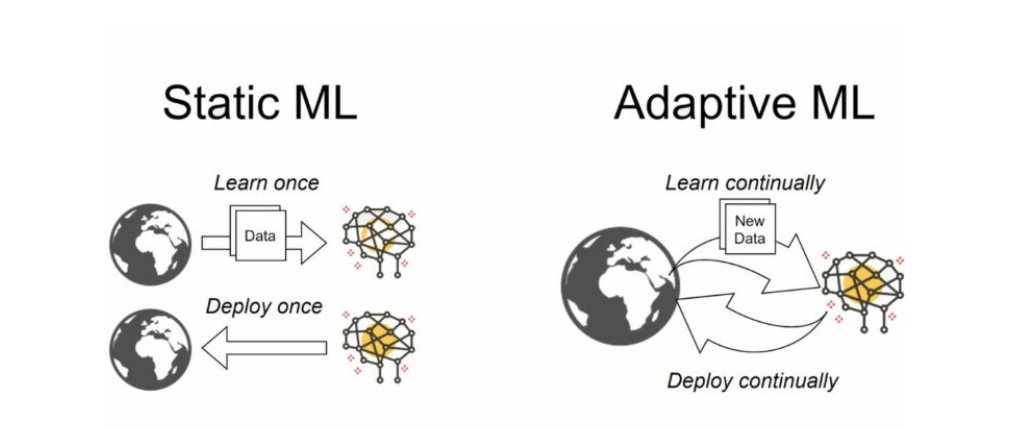 Static ML
Learn once
Data
Deploy once
Adaptive ML
Learn continually
New
Data
Deploy continually